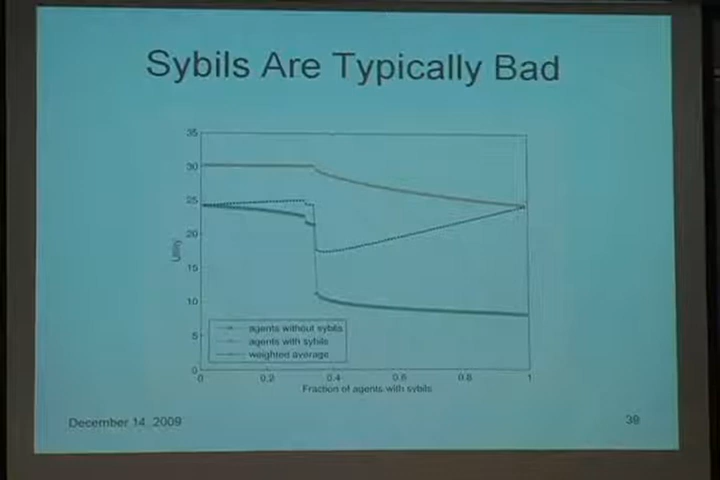 Sybils Are Typically Bad
35
30
25
20
15
10
5
0
Utility
agents without sybils
agents with sybils
weighted average
0 0.2 0.4 0.6 0.8 1
Fraction of agents with sybils
December 14, 2009
39